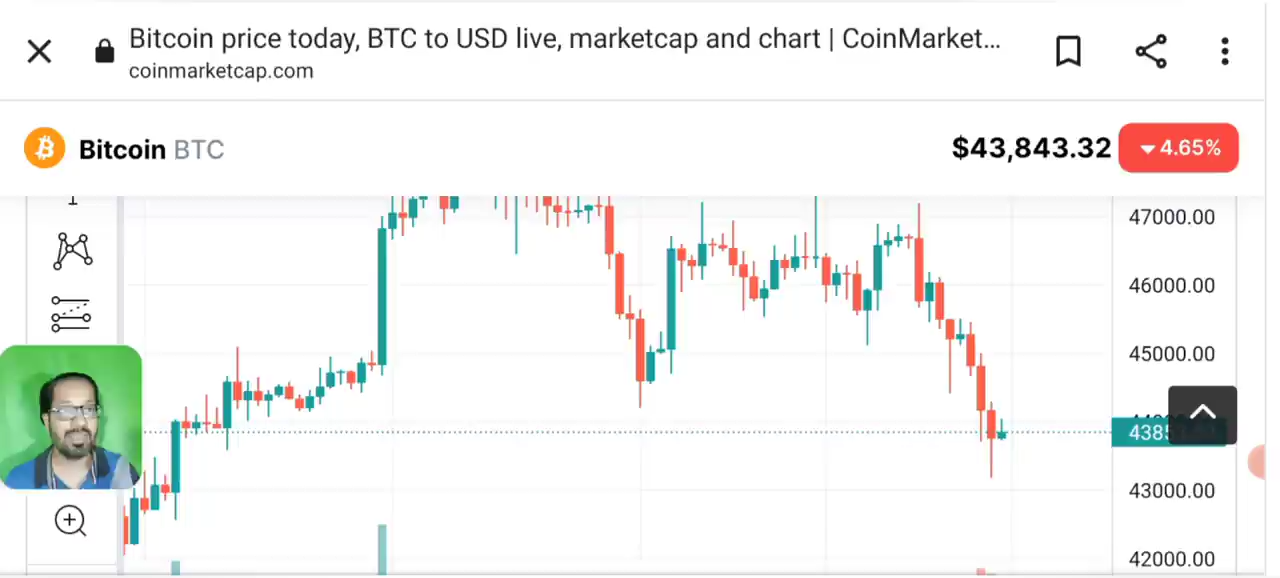 Bitcoin price today, BTC to USD live, marketcap and chart | CoinMarket...
coinmarketcap.com
Bitcoin BTC
$43,843.32
4.65%
47000.00
46000.00
45000.00
4385
43000.00
42000.00